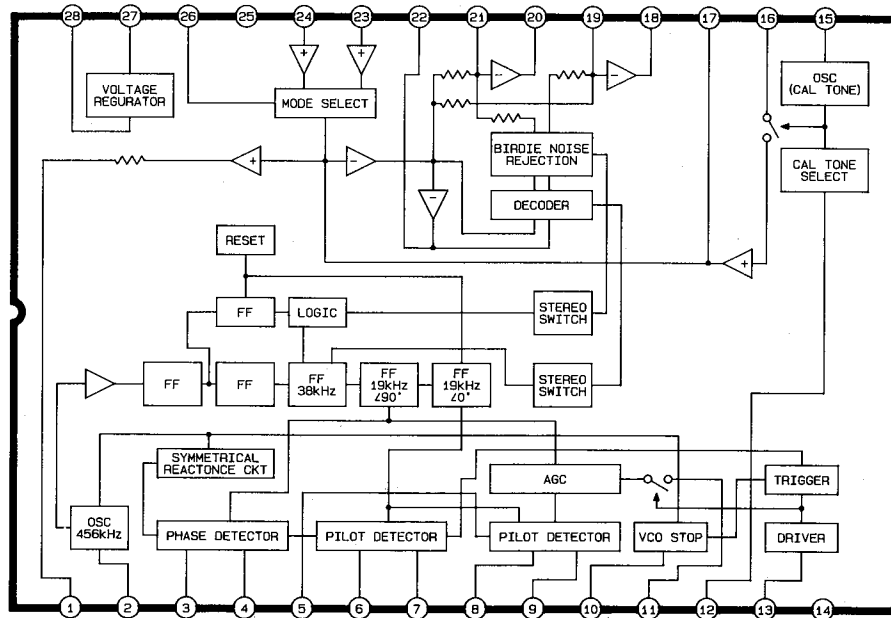 28 27 26 25 24 23 22 21 20 19 18 17 16 15
+ +
- -
VOLTAGE
REGURATOR
MODE SELECT
OSC
(CAL TONE)
BIRDIE NOISE
REJECTION
CAL TONE
SELECT
+ -
-
DECODER
RESET
+
FF
LOGIC
STEREO
SWITCH
FF
FF
FF
38kHz
FF
19kHz
∠90°
FF
19kHz
∠0°
STEREO
SWITCH
SYMMETRICAL
REACTONCE CKT
AGC
TRIGGER
OSC
456kHz
PHASE DETECTOR
PILOT DETECTOR
PILOT DETECTOR
VCO STOP
DRIVER
1 2 3 4 5 6 7 8 9 10 11 12 13 14